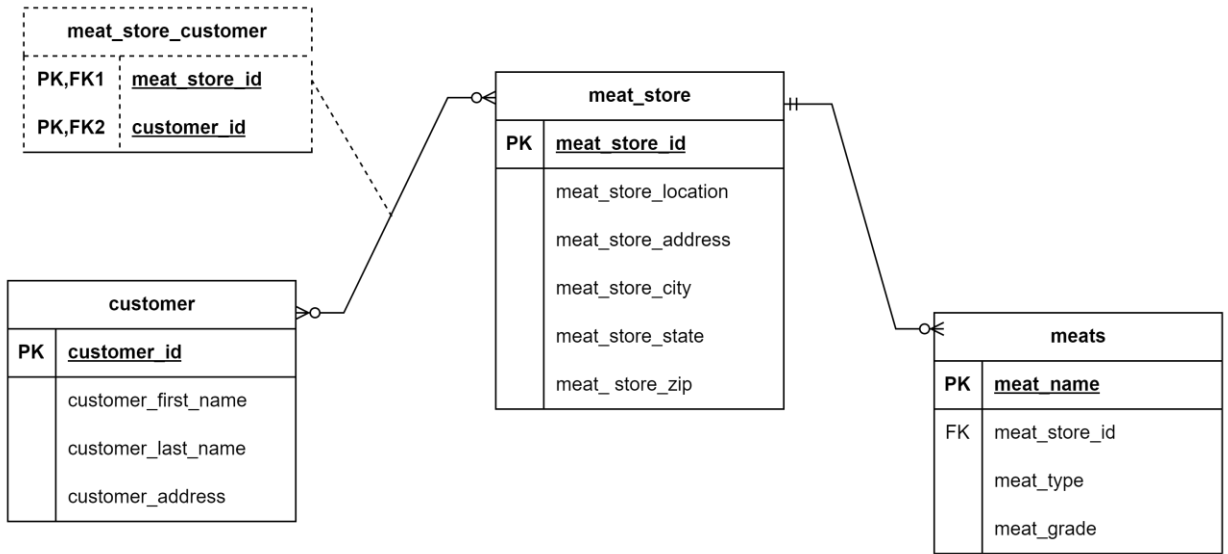 meat_store_customer
PK,FK1 meat_store_id
PK,FK2 customer_id
meat_store
PK meat_store_id
meat_store_location
meat_store_address
meat_store_city
meat_store_state
meat_ store_zip
customer
PK customer_id
customer_first_name
customer_last_name
customer_address
meats
PK meat_name
FK meat_store_id
meat_type
meat_grade